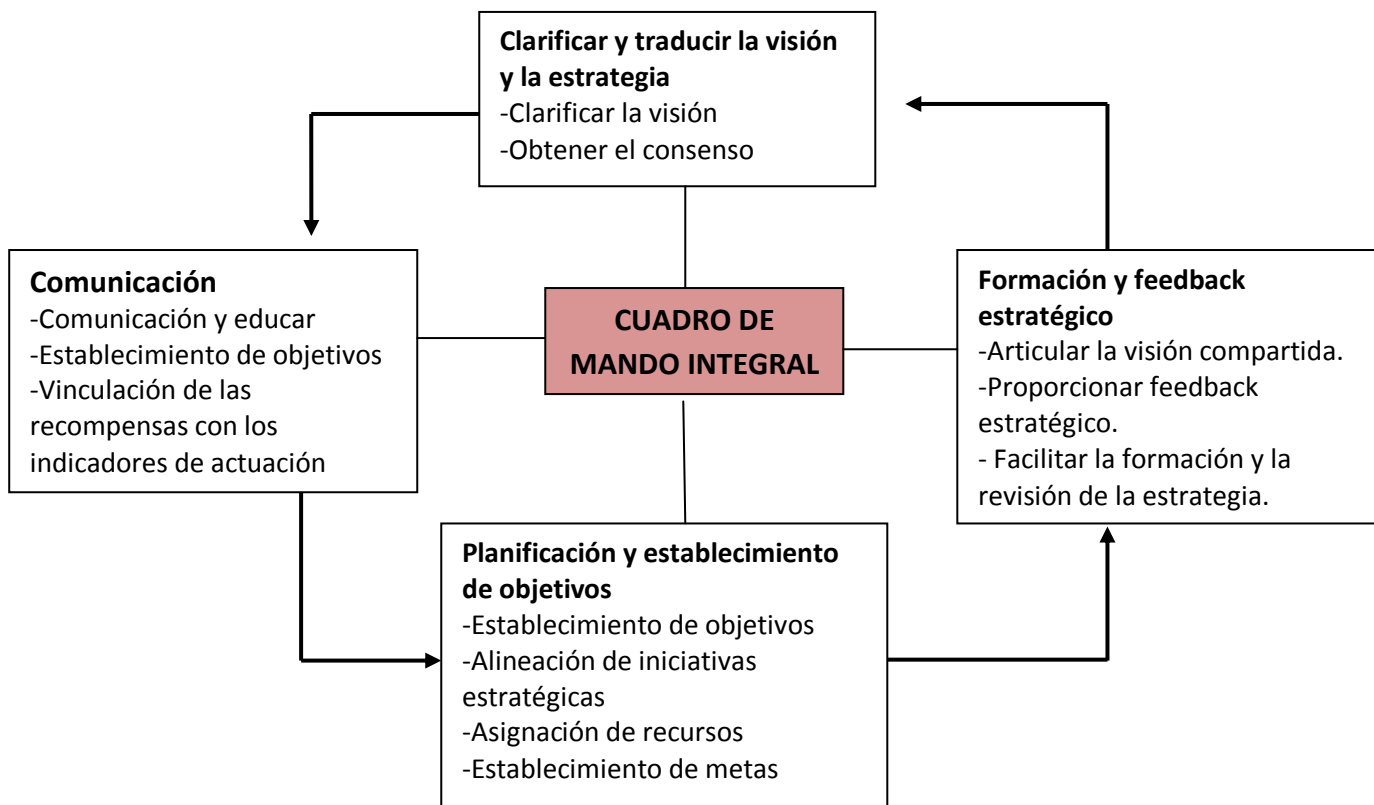 Clarificar y traducir la visión
y la estrategia
-Clarificar la visión
-Obtener el consenso
Comunicación
-Comunicación y educar
-Establecimiento de objetivos
-Vinculación de las
recompensas con los
indicadores de actuación
CUADRO DE
MANDO INTEGRAL
Formación y feedback
estratégico
-Articular la visión compartida.
-Proporcionar feedback
estratégico.
- Facilitar la formación y la
revisión de la estrategia.
Planificación y establecimiento
de objetivos
-Establecimiento de objetivos
-Alineación de iniciativas
estratégicas
-Asignación de recursos
-Establecimiento de metas